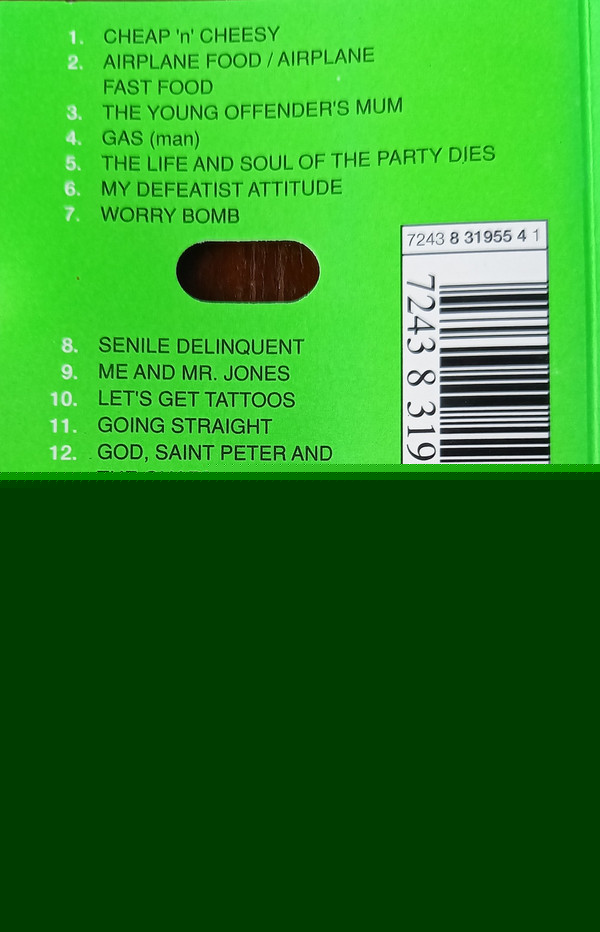 1. CHEAP 'n' CHEESY
2. AIRPLANE FOOD / AIRPLANE
FAST FOOD
3. THE YOUNG OFFENDER'S MUM
4. GAS (man)
5. THE LIFE AND SOUL OF THE PARTY DIES
6. MY DEFEATIST ATTITUDE
7. WORRY BOMB
7243 8 31955 4 1
7243 8 319
8. SENILE DELINQUENT
9. ME AND MR. JONES
10. LET'S GET TATTOOS
11. GOING STRAIGHT
12. GOD, SAINT PETER AND